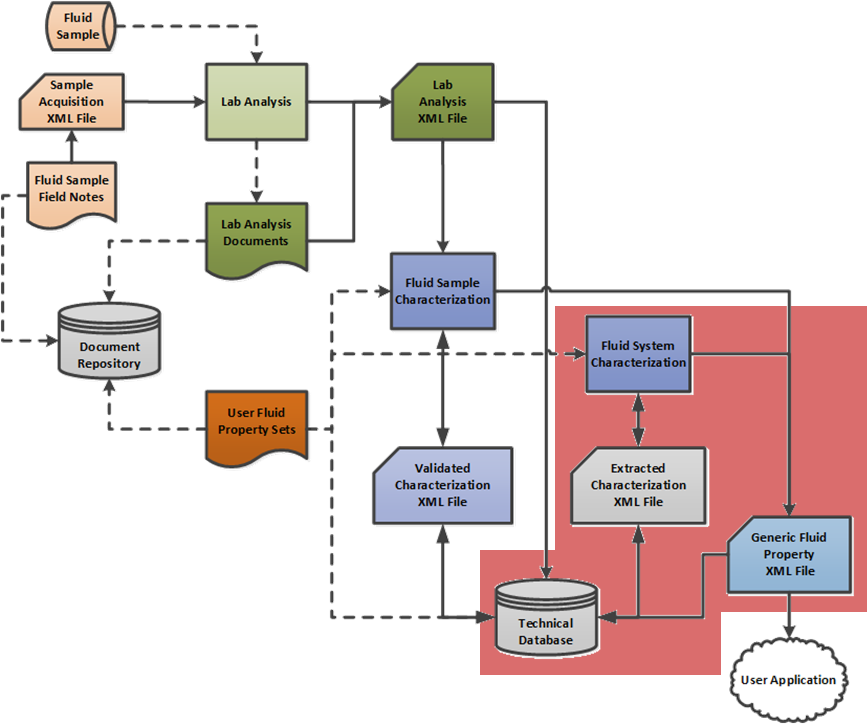 Fluid
Sample
Sample
Acquisition
XML File
Lab Analysis
Lab
Analysis
XML File
Fluid Sample
Field Notes
Lab Analysis
Documents
Fluid Sample
Characterization
Document
Repository
Fluid System
Characterization
User Fluid
Property Sets
Validated
Characterization
XML File
Extracted
Characterization
XML File
Generic Fluid
Property
XML File
Technical
Database
User Application